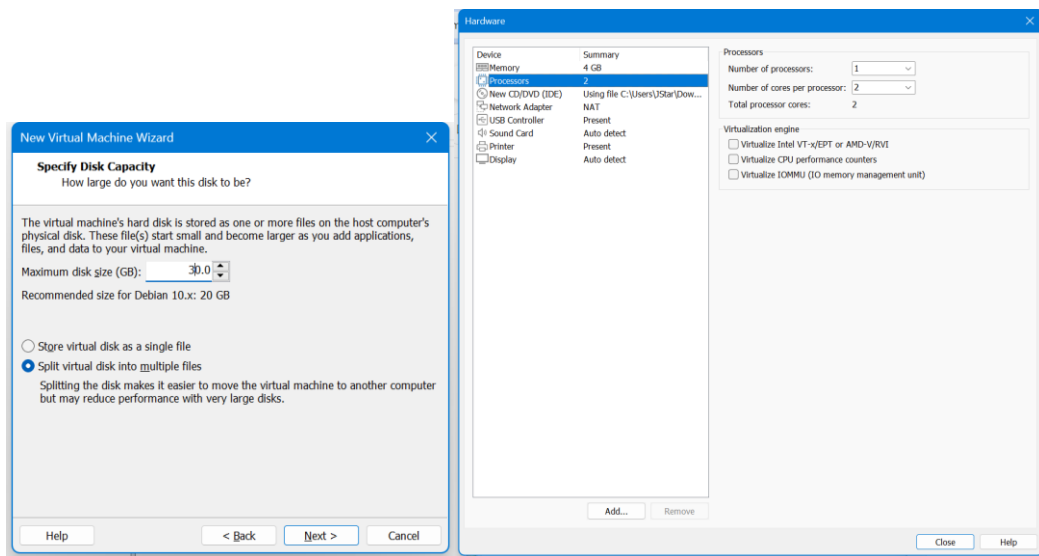 New Virtual Machine Wizard
Specify Disk Capacity
How large do you want this disk to be?
The virtual machine's hard disk is stored as one or more files on the host computer's
physical disk. These file(s) start small and become larger as you add applications,
files, and data to your virtual machine.
Maximum disk size (GB): 30.0
Recommended size for Debian 10.x: 20 GB
Store virtual disk as a single file
Split virtual disk into multiple files
Splitting the disk makes it easier to move the virtual machine to another computer
but may reduce performance with very large disks.
Help < Back Next > Cancel
Hardware
Device Summary
Memory 4 GB
Processors 2
New CD/DVD (IDE) Using file C:\Users\JStar\Dow...
Network Adapter NAT
USB Controller Present
Sound Card Auto detect
Printer Present
Display Auto detect
Add... Remove
Processors
Number of processors: 1
Number of cores per processor: 2
Total processor cores: 2
Virtualization engine
Virtualize Intel VT-x/EPT or AMD-V/RVI
Virtualize CPU performance counters
Virtualize IOMMU (IO memory management unit)
Close Help